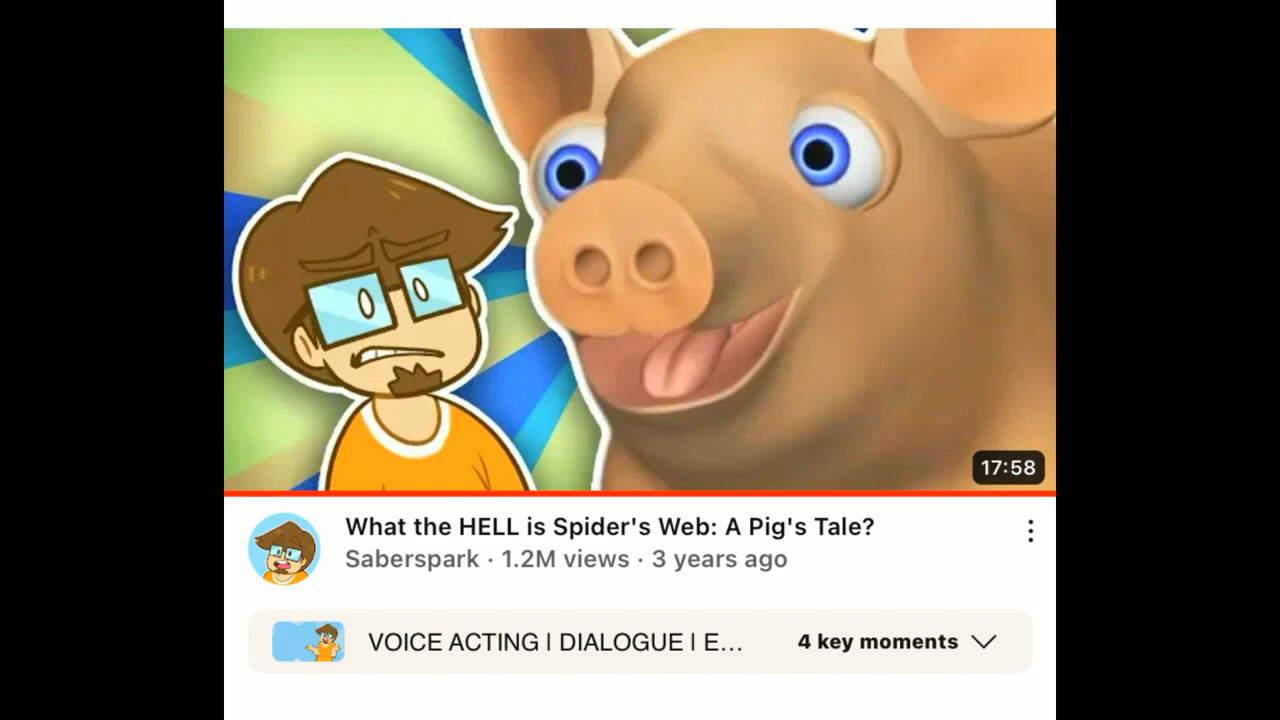 17:58
What the HELL is Spider's Web: A Pig's Tale?
Saberspark · 1.2M views · 3 years ago
VOICE ACTING | DIALOGUE | E... 4 key moments